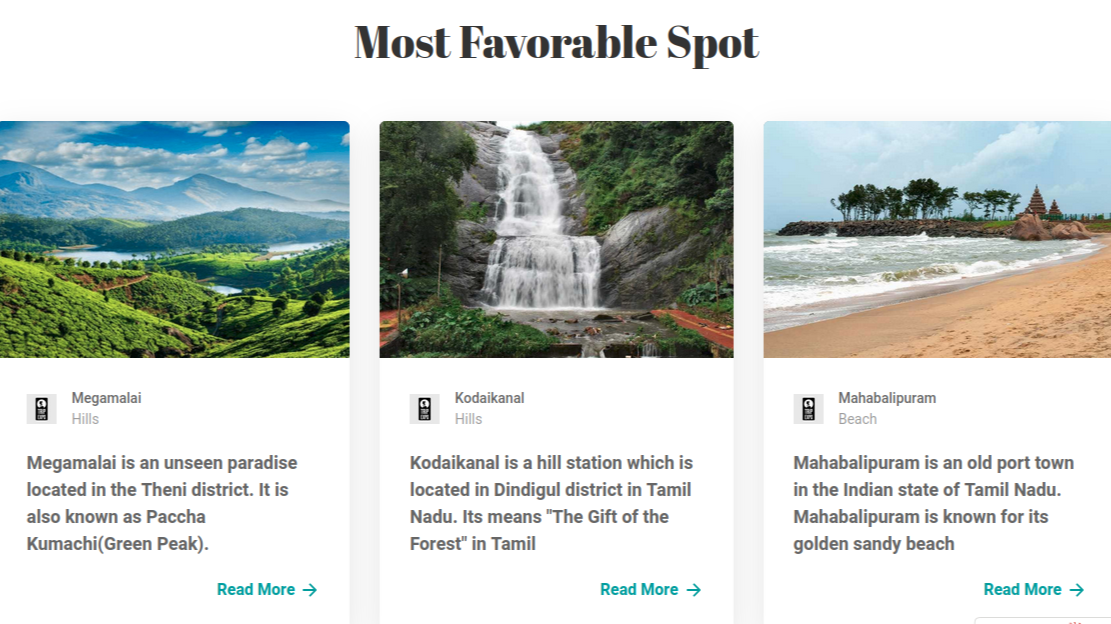 Most Favorable Spot
Megamalai
Hills
Megamalai is an unseen paradise
located in the Theni district. It is
also known as Paccha
Kumachi(Green Peak).
Read More
Kodaikanal
Hills
Kodaikanal is a hill station which is
located in Dindigul district in Tamil
Nadu. Its means "The Gift of the
Forest" in Tamil
Read More
Mahabalipuram
Beach
Mahabalipuram is an old port town
in the Indian state of Tamil Nadu.
Mahabalipuram is known for its
golden sandy beach
Read More